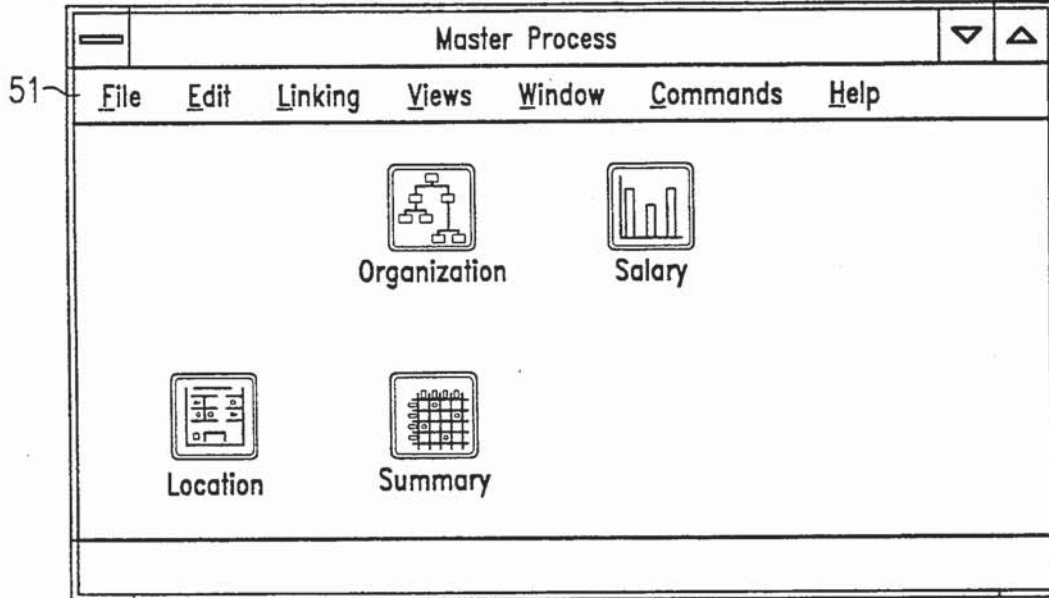 Master Process
51
File Edit Linking Views Window Commands Help
Organization Salary
Location Summary